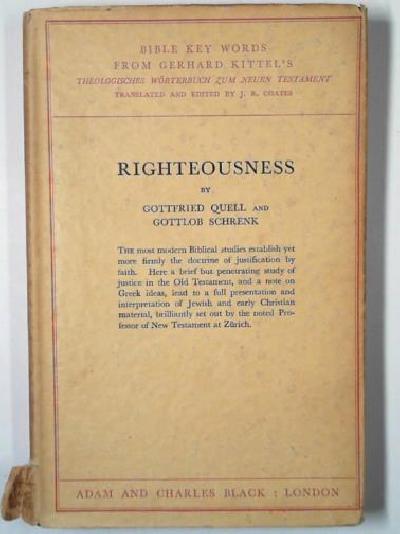 BIBLE KEY WORDS
FROM GERHARD KITTEL'S
THEOLOGISCHES WÖRTERBUCH ZUM NEUEN TESTAMENT
TRANSLATED AND EDITED BY J. R. COATES
RIGHTEOUSNESS
BY
GOTTFRIED QUELL AND
GOTTLOB SCHRENK
THE most modern Biblical studies establish yet
more firmly the doctrine of justification by
faith. Here a brief but penetrating study of
justice in the Old Testament, and a note on
Greek ideas, lead to a full presentation and
interpretation of Jewish and early Christian
material, brilliantly set out by the noted Pro-
fessor of New Testament at Zürich.
ADAM AND CHARLES BLACK : LONDON